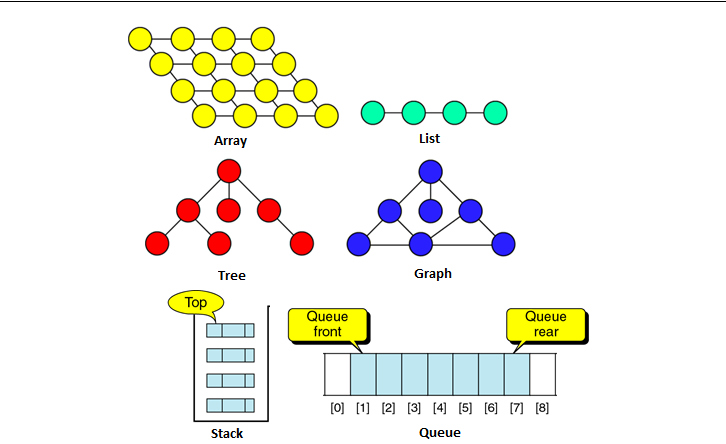 Array
List
Tree
Graph
Top
Stack
Queue
front
Queue
rear
[0] [1] [2] [3] [4] [5] [6] [7] [8]
Queue